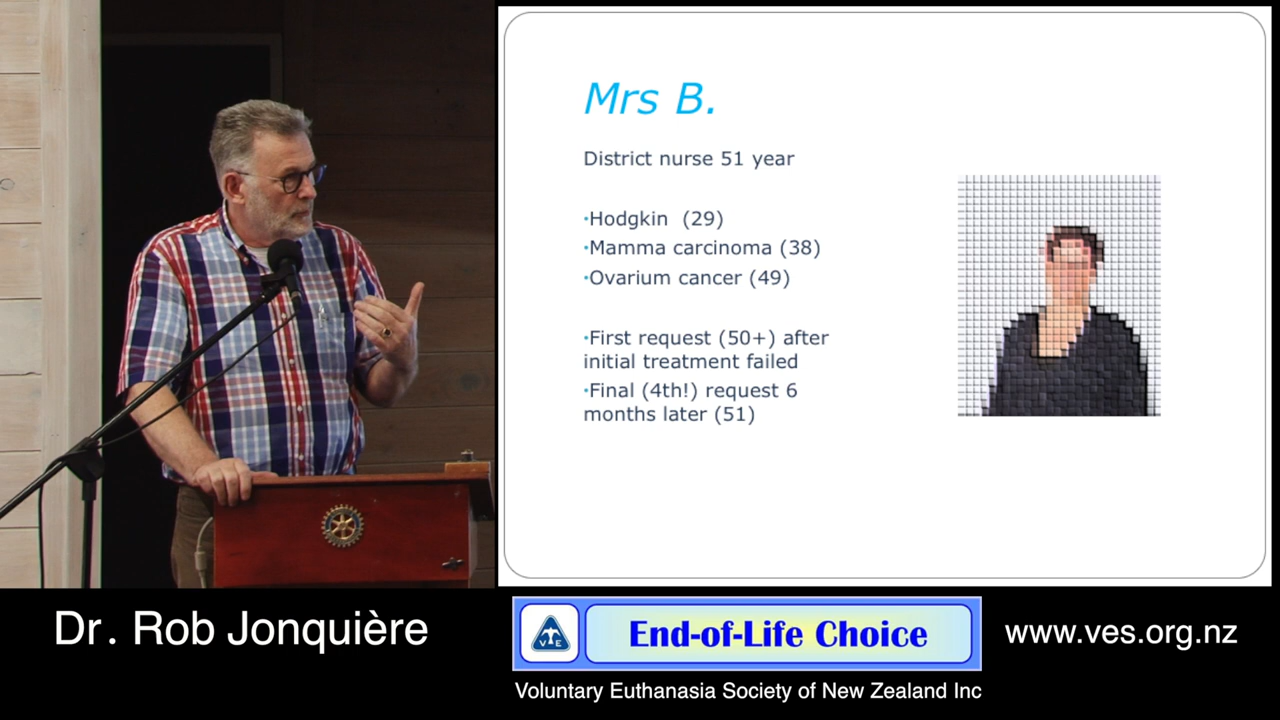 Mrs B.
District nurse 51 year
•Hodgkin (29)
•Mamma carcinoma (38)
•Ovarium cancer (49)
•First request (50+) after
initial treatment failed
•Final (4th!) request 6
months later (51)
Dr. Rob Jonquière
VE
End-of-Life Choice
www.ves.org.nz
Voluntary Euthanasia Society of New Zealand Inc